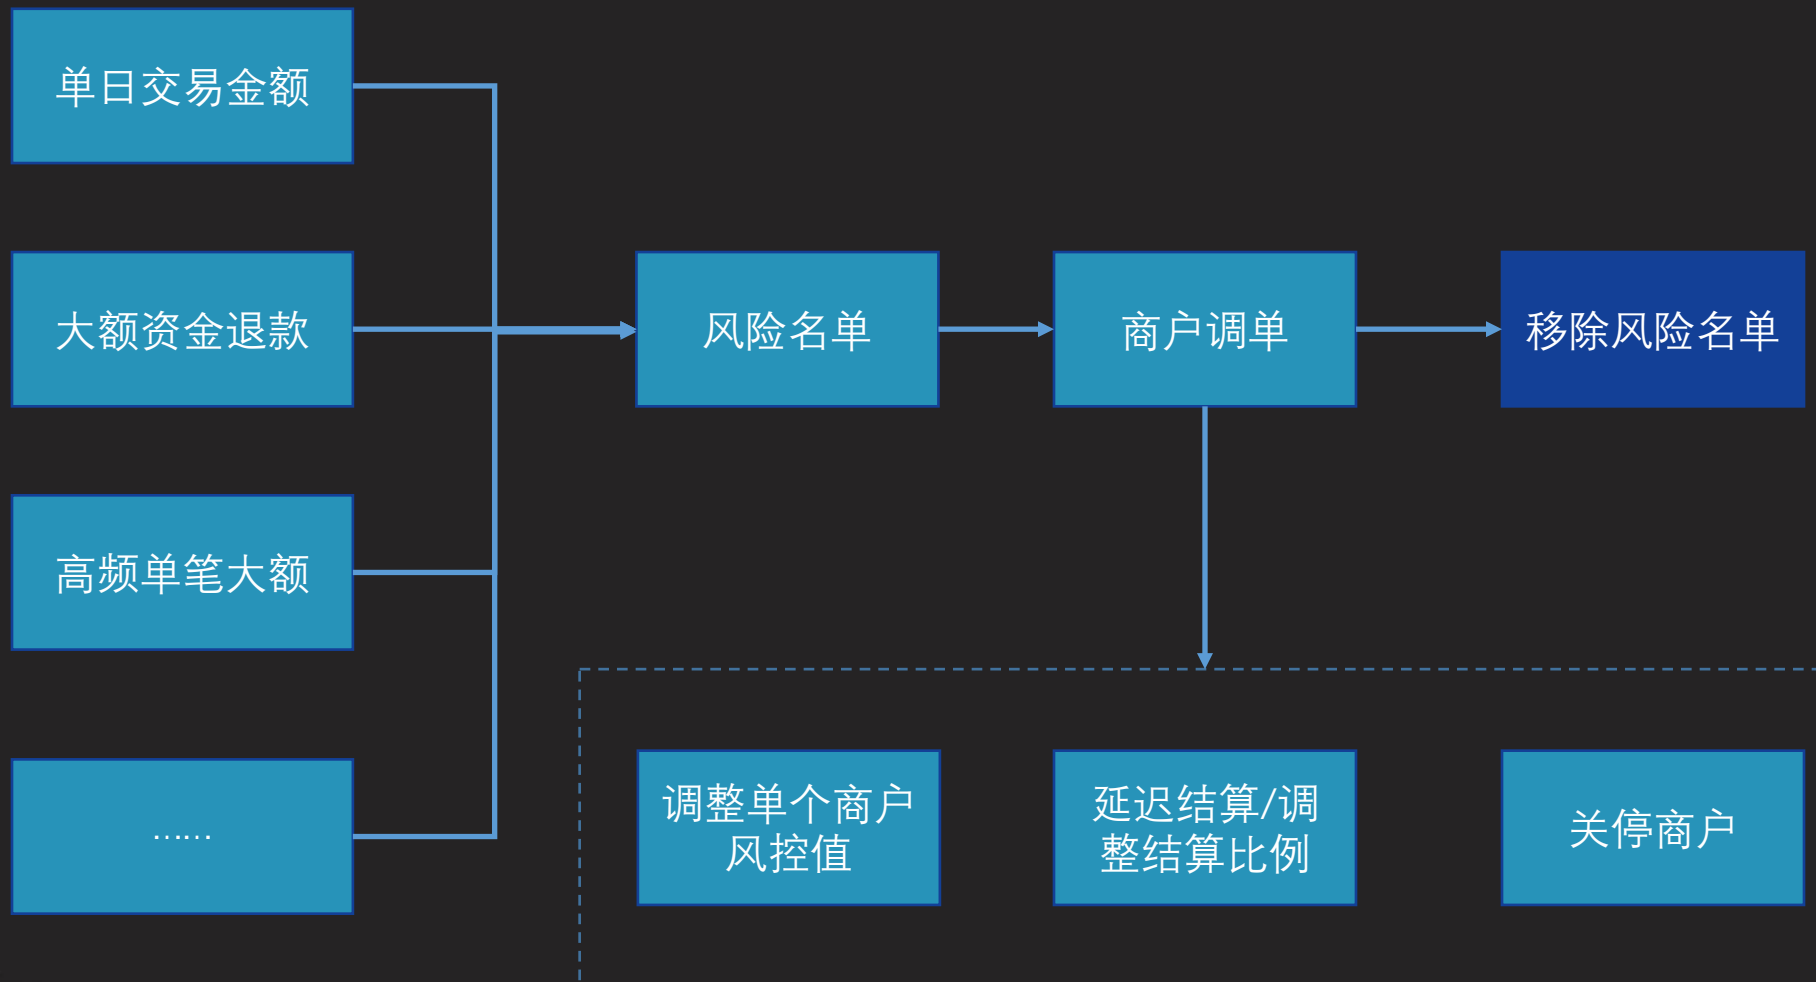 单日交易金额
大额资金退款
风险名单
商户调单
移除风险名单
高频单笔大额
……
调整单个商户
风控值
延迟结算/调
整结算比例
关停商户